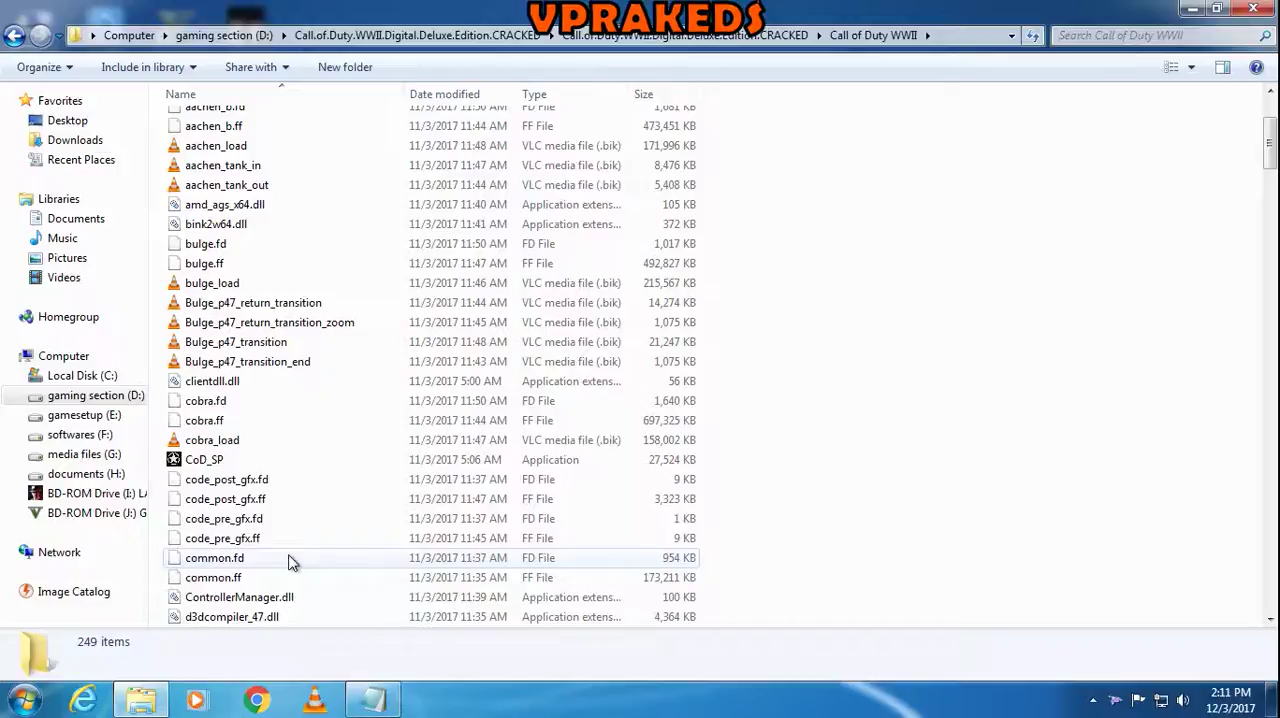 VPRAKEDS
Computer gaming section (D:) Call.of.Duty.WWII.Digital.Deluxe.Edition.CRACKED Call.of.Duty.WWII.Digital.Deluxe.Edition.CRACKED Call of Duty WWII Search Call of Duty WWII
Organize Include in library Share with New folder
Name Date modified Type Size
Favorites
Desktop
Downloads
Recent Places
Libraries
Documents
Music
Pictures
Videos
Homegroup
Computer
Local Disk (C:)
gaming section (D:)
gamesetup (E:)
softwares (F:)
media files (G:)
documents (H:)
BD-ROM Drive (I:) LA
BD-ROM Drive (J:) G
Network
Image Catalog
aachen_b.fd 11/3/2017 11:50 AM FD File 1,681 KB
aachen_b.ff 11/3/2017 11:44 AM FF File 473,451 KB
aachen_load 11/3/2017 11:48 AM VLC media file (.bik) 171,996 KB
aachen_tank_in 11/3/2017 11:47 AM VLC media file (.bik) 8,476 KB
aachen_tank_out 11/3/2017 11:44 AM VLC media file (.bik) 5,408 KB
amd_ags_x64.dll 11/3/2017 11:40 AM Application extens... 105 KB
bink2w64.dll 11/3/2017 11:41 AM Application extens... 372 KB
bulge.fd 11/3/2017 11:50 AM FD File 1,017 KB
bulge.ff 11/3/2017 11:47 AM FF File 492,827 KB
bulge_load 11/3/2017 11:46 AM VLC media file (.bik) 215,567 KB
Bulge_p47_return_transition 11/3/2017 11:44 AM VLC media file (.bik) 14,274 KB
Bulge_p47_return_transition_zoom 11/3/2017 11:45 AM VLC media file (.bik) 1,075 KB
Bulge_p47_transition 11/3/2017 11:48 AM VLC media file (.bik) 21,247 KB
Bulge_p47_transition_end 11/3/2017 11:43 AM VLC media file (.bik) 1,075 KB
clientdll.dll 11/3/2017 5:00 AM Application extens... 56 KB
cobra.fd 11/3/2017 11:50 AM FD File 1,640 KB
cobra.ff 11/3/2017 11:44 AM FF File 697,325 KB
cobra_load 11/3/2017 11:47 AM VLC media file (.bik) 158,002 KB
CoD_SP 11/3/2017 5:06 AM Application 27,524 KB
code_post_gfx.fd 11/3/2017 11:37 AM FD File 9 KB
code_post_gfx.ff 11/3/2017 11:47 AM FF File 3,323 KB
code_pre_gfx.fd 11/3/2017 11:37 AM FD File 1 KB
code_pre_gfx.ff 11/3/2017 11:45 AM FF File 9 KB
common.fd 11/3/2017 11:37 AM FD File 954 KB
common.ff 11/3/2017 11:35 AM FF File 173,211 KB
ControllerManager.dll 11/3/2017 11:39 AM Application extens... 100 KB
d3dcompiler_47.dll 11/3/2017 11:35 AM Application extens... 4,364 KB
249 items
2:11 PM
12/3/2017